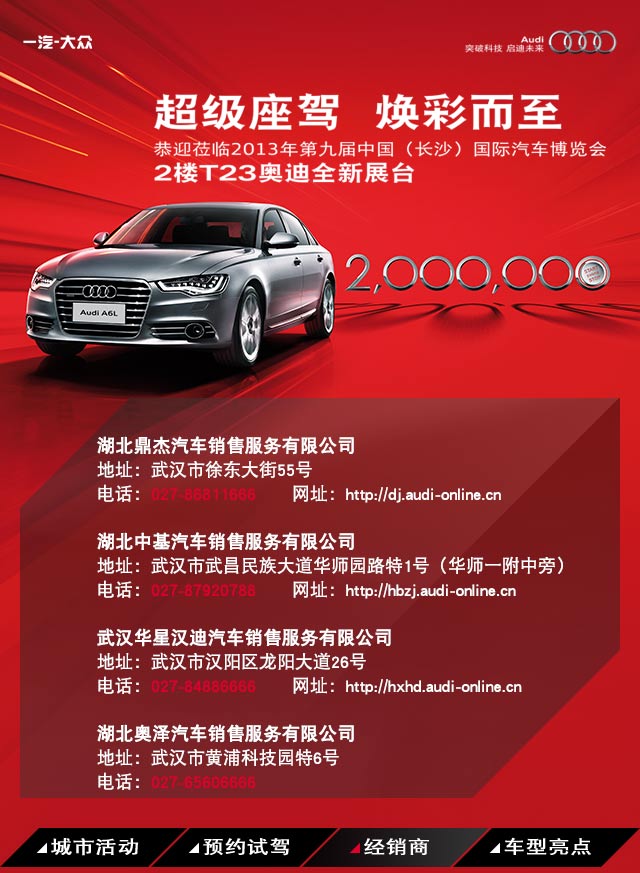 一汽-大众
Audi
突破科技 启迪未来
超级座驾 焕彩而至
恭迎莅临2013年第九届中国（长沙）国际汽车博览会
2楼T23奥迪全新展台
Audi A6L
2,000,000
START
STOP
湖北鼎杰汽车销售服务有限公司
地址：武汉市徐东大街55号
电话：027-86811666 网址：http://dj.audi-online.cn
湖北中基汽车销售服务有限公司
地址：武汉市武昌民族大道华师园路特1号（华师一附中旁）
电话：027-87920788 网址：http://hbzj.audi-online.cn
武汉华星汉迪汽车销售服务有限公司
地址：武汉市汉阳区龙阳大道26号
电话：027-84886666 网址：http://hxhd.audi-online.cn
湖北奥泽汽车销售服务有限公司
地址：武汉市黄浦科技园特6号
电话：027-65606666
城市活动 预约试驾 经销商 车型亮点